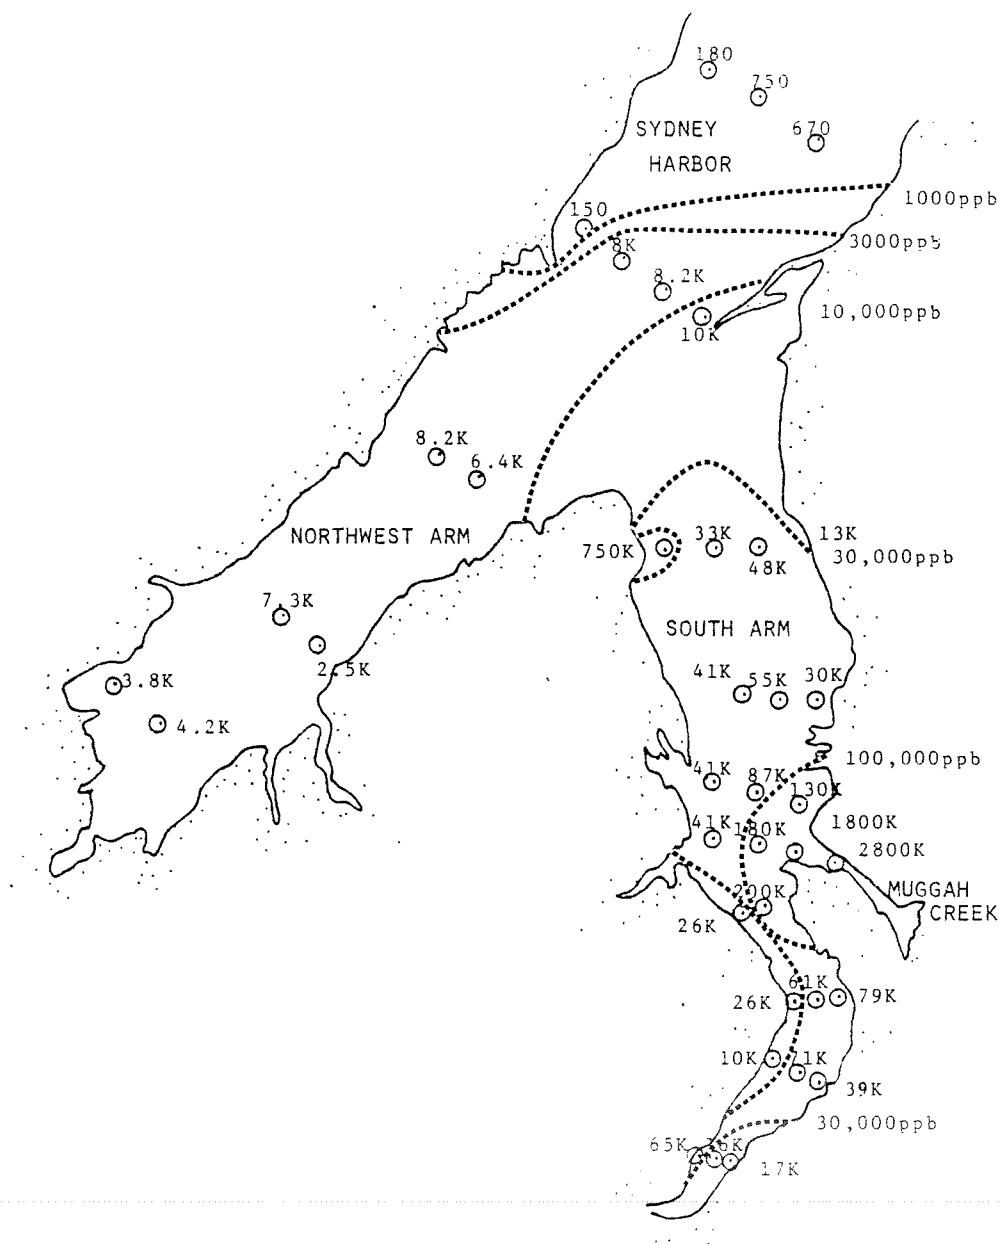 180
750
SYDNEY
670
HARBOR
1000ppb
150
3000ppb
8K
8.2K
10,000ppb
10K
8.2K
6.4K
NORTHWEST ARM
13K
33K
750K
30,000ppb
48K
7.3K
SOUTH ARM
2.5K
3.8K
41K
55K
30K
4.2K
100,000ppb
41K
87K
130K
41K
180K
1800K
2800K
MUGGAH
CREEK
200K
26K
61K
26K
79K
10K
71K
39K
30,000ppb
65K
17K